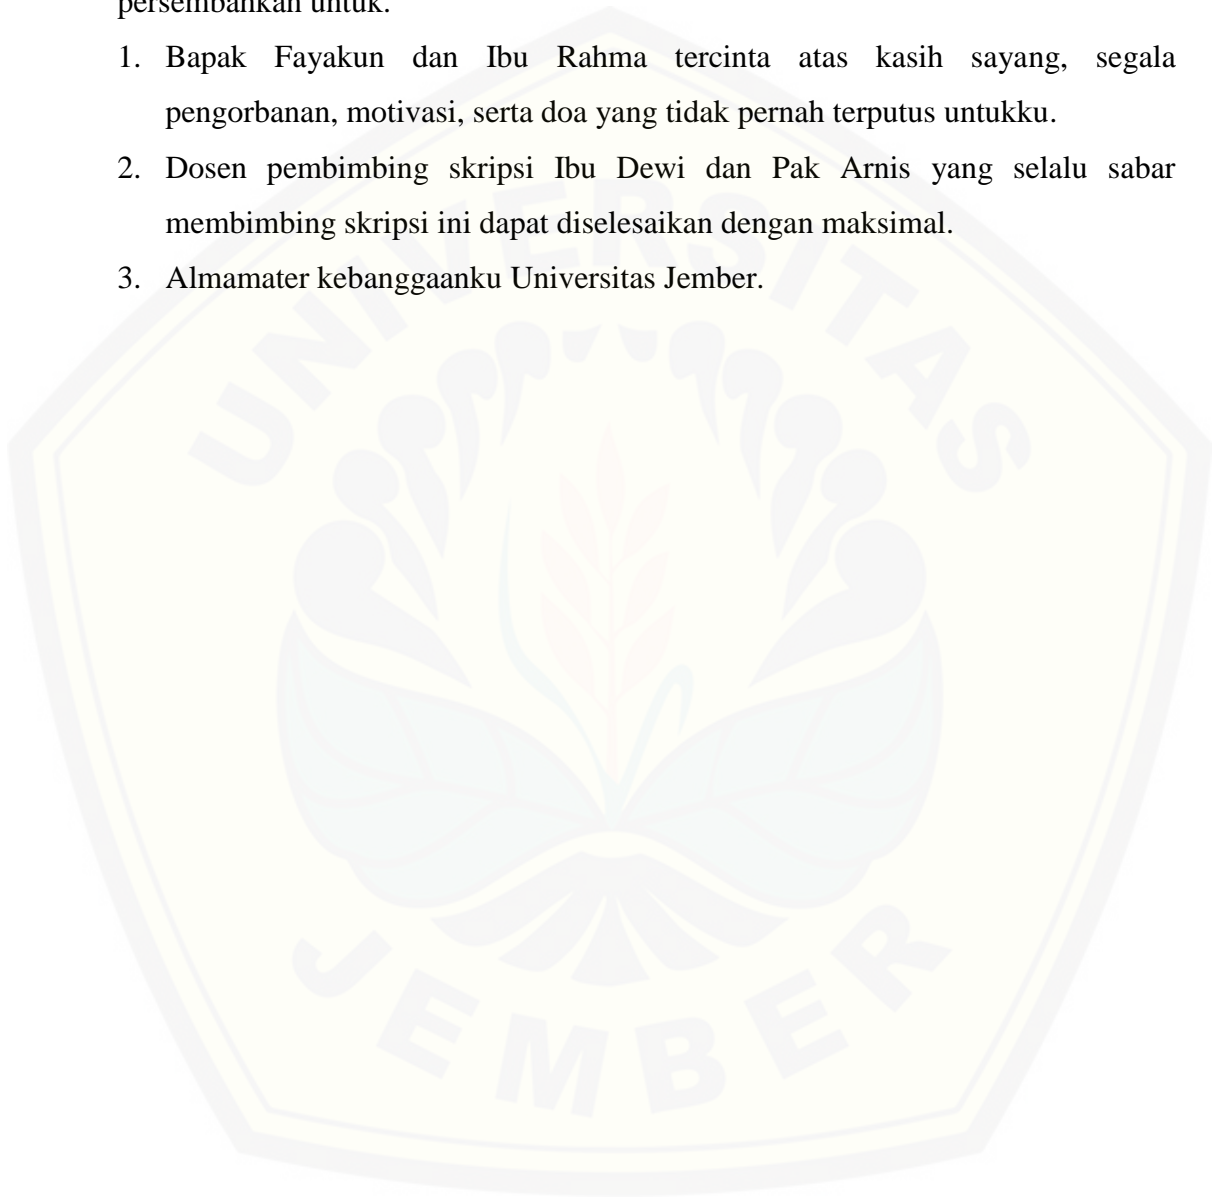 persembahkan untuk.
1. Bapak Fayakun dan Ibu Rahma tercinta atas kasih sayang, segala
pengorbanan, motivasi, serta doa yang tidak pernah terputus untukku.
2. Dosen pembimbing skripsi Ibu Dewi dan Pak Arnis yang selalu sabar
membimbing skripsi ini dapat diselesaikan dengan maksimal.
3. Almamater kebanggaanku Universitas Jember.
UNIVERSITAS
JEMBER